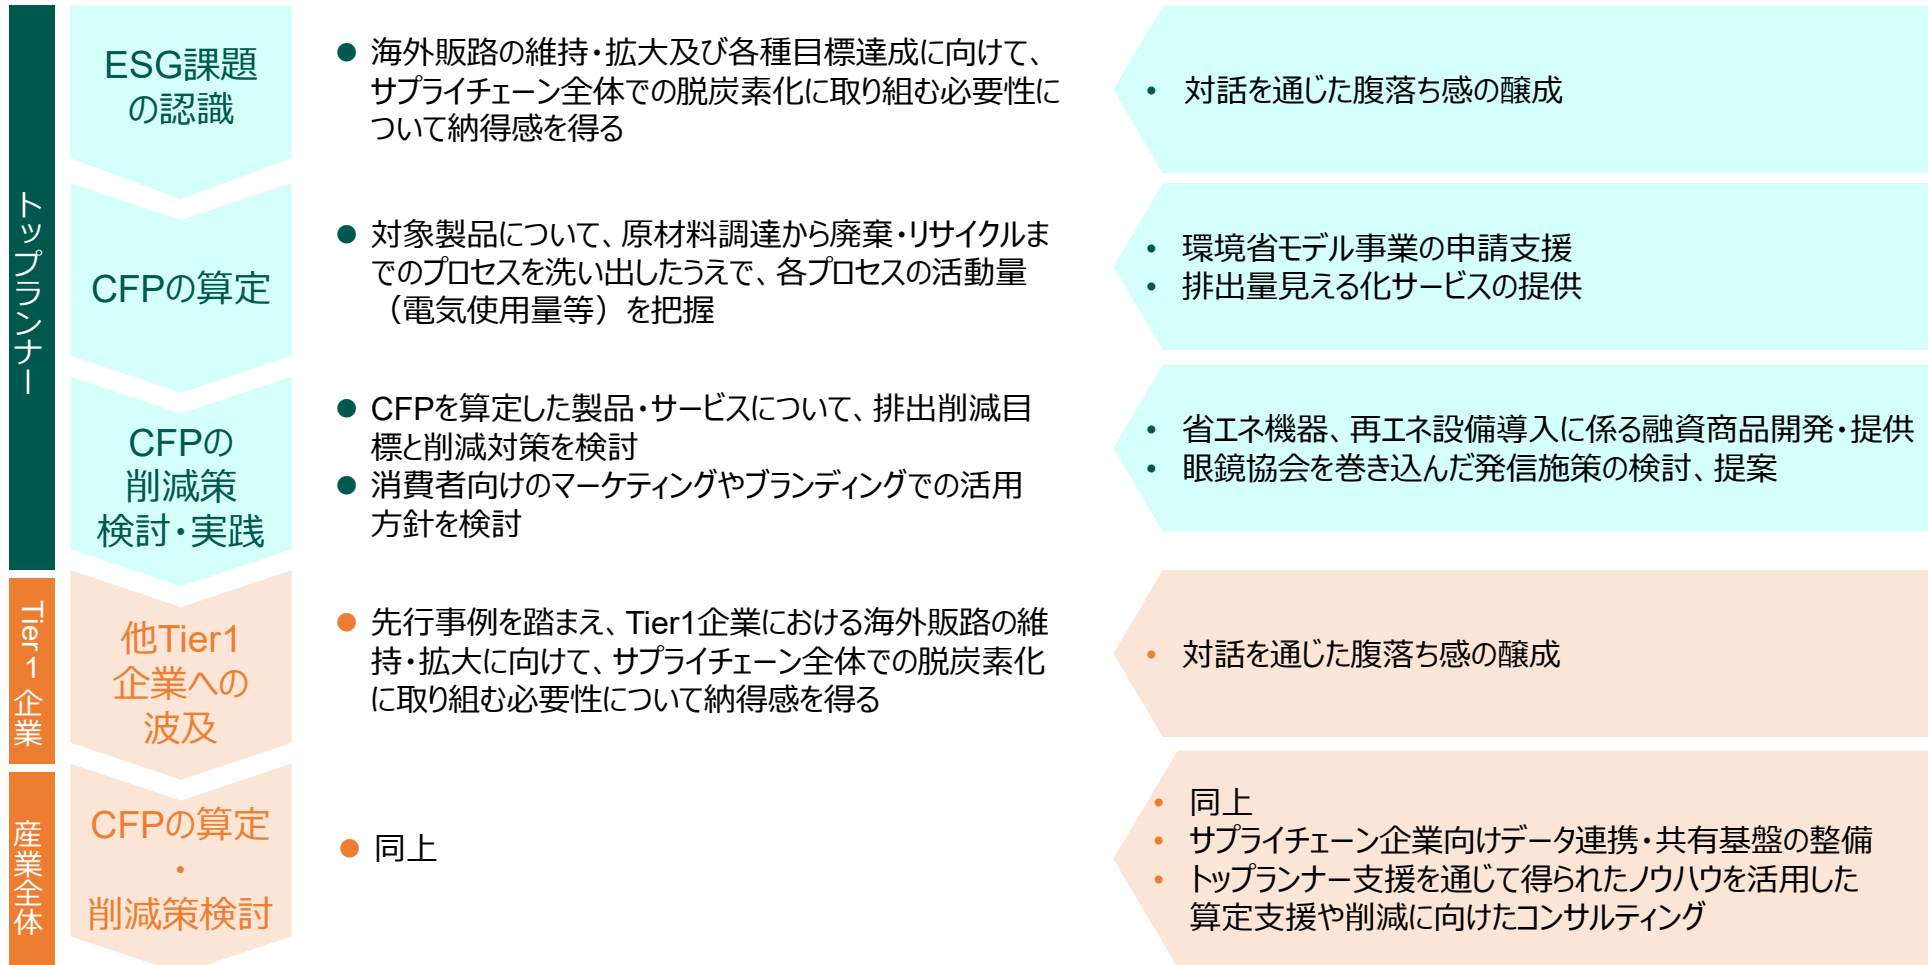 トップランナー
ESG課題
の認識
● 海外販路の維持・拡大及び各種目標達成に向けて、
サプライチェーン全体での脱炭素化に取り組む必要性に
ついて納得感を得る
• 対話を通じた腹落ち感の醸成
CFPの算定
● 対象製品について、原材料調達から廃棄・リサイクルま
でのプロセスを洗い出したうえで、各プロセスの活動量
（電気使用量等）を把握
• 環境省モデル事業の申請支援
• 排出量見える化サービスの提供
CFPの
削減策
検討・実践
● CFPを算定した製品・サービスについて、排出削減目
標と削減対策を検討
● 消費者向けのマーケティングやブランディングでの活用
方針を検討
• 省エネ機器、再エネ設備導入に係る融資商品開発・提供
• 眼鏡協会を巻き込んだ発信施策の検討、提案
Tier1企業
他Tier1
企業への
波及
● 先行事例を踏まえ、Tier1企業における海外販路の維
持・拡大に向けて、サプライチェーン全体での脱炭素化
に取り組む必要性について納得感を得る
• 対話を通じた腹落ち感の醸成
産業全体
CFPの算定
・
削減策検討
● 同上
• 同上
• サプライチェーン企業向けデータ連携・共有基盤の整備
• トップランナー支援を通じて得られたノウハウを活用した
算定支援や削減に向けたコンサルティング